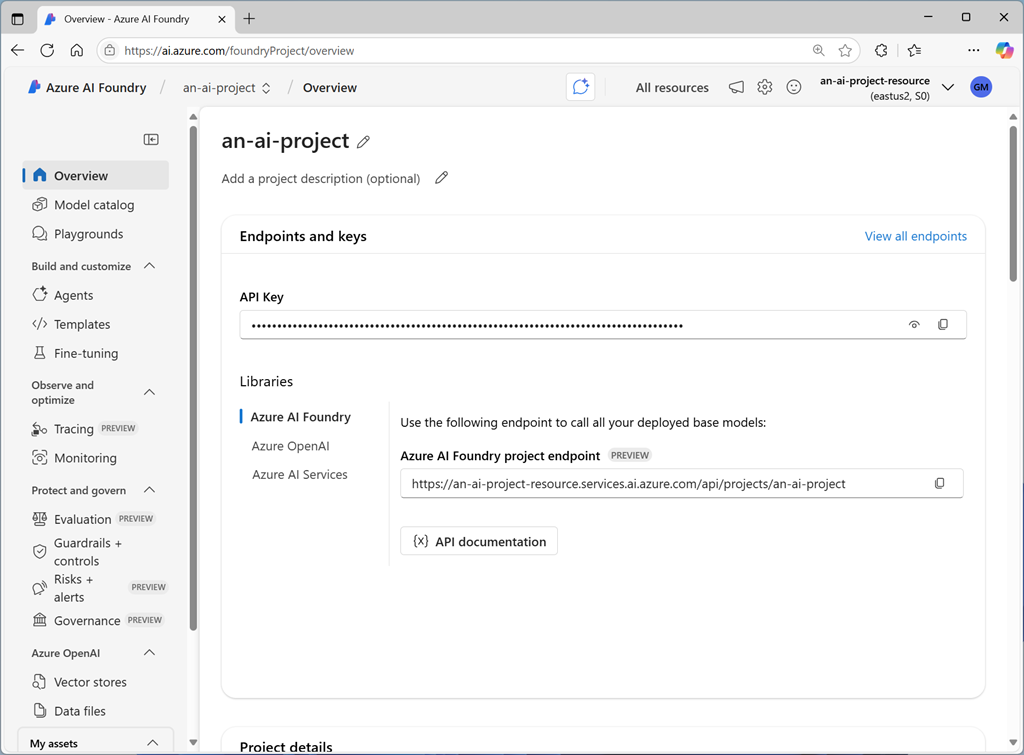 Overview - Azure AI Foundry
https://ai.azure.com/foundryProject/overview
Azure AI Foundry / an-ai-project / Overview
All resources
an-ai-project-resource
(eastus2, S0)
GM
Overview
Model catalog
Playgrounds
Build and customize
Agents
Templates
Fine-tuning
Observe and
optimize
Tracing PREVIEW
Monitoring
Protect and govern
Evaluation PREVIEW
Guardrails +
controls
Risks +
alerts PREVIEW
Governance PREVIEW
Azure OpenAI
Vector stores
Data files
My assets
an-ai-project
Add a project description (optional)
Endpoints and keys
View all endpoints
API Key
••••••••••••••••••••••••••••••••••••••••••••••••••••••••••••••••••••••••••••••••••••
Libraries
Azure AI Foundry
Azure OpenAI
Azure AI Services
Use the following endpoint to call all your deployed base models:
Azure AI Foundry project endpoint PREVIEW
https://an-ai-project-resource.services.ai.azure.com/api/projects/an-ai-project
{x} API documentation
Project details